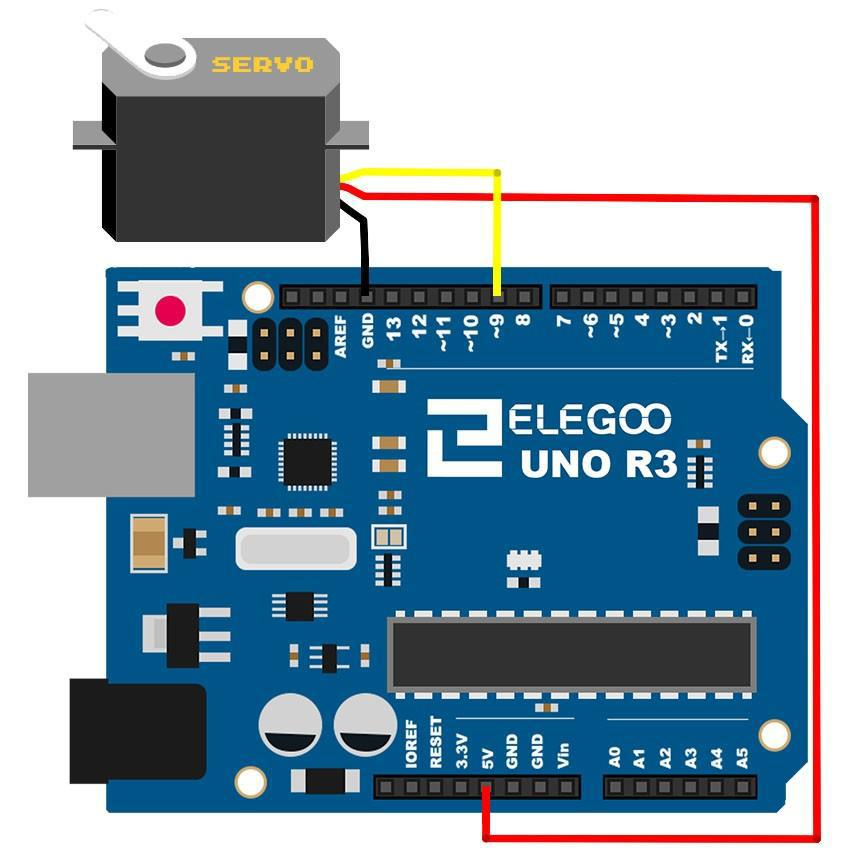 SERVO
AREF
GND
13
12
~11
~10
~9
8
7
~6
~5
4
~3
2
TX→1
RX←0
ELEGOO
UNO R3
IOREF
RESET
3.3V
5V
GND
GND
Vin
A0
A1
A2
A3
A4
A5